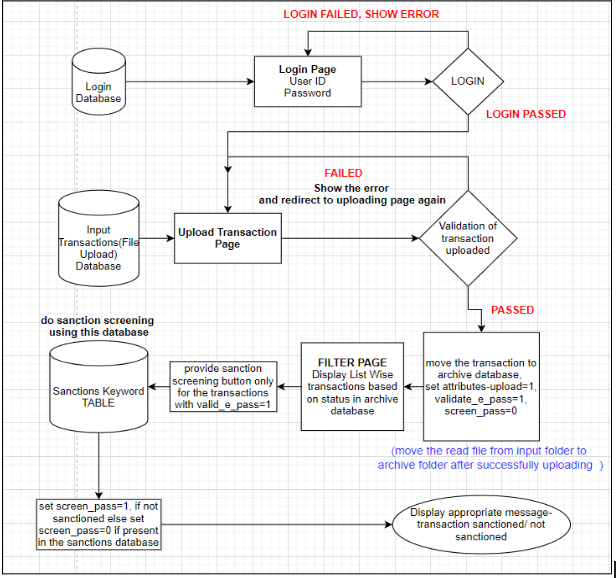 LOGIN FAILED, SHOW ERROR
Login
Database
Login Page
User ID
Password
LOGIN
LOGIN PASSED
FAILED
Show the error
and redirect to uploading page again
Input
Transactions(File
Upload)
Database
Upload Transaction
Page
Validation of
transaction
uploaded
PASSED
do sanction screening
using this database
Sanctions Keyword
TABLE
provide sanction
screening button only
for the transactions
with valid_e_pass=1
FILTER PAGE
Display List Wise
transactions based
on status in archive
database
move the transaction to
archive database,
set attributes-upload=1,
validate_e_pass=1,
screen_pass=0
(move the read file from input folder to
archive folder after successfully uploading )
set screen_pass=1, if not
sanctioned else set
screen_pass=0 if present
in the sanctions database
Display appropriate message-
transaction sanctioned/ not
sanctioned